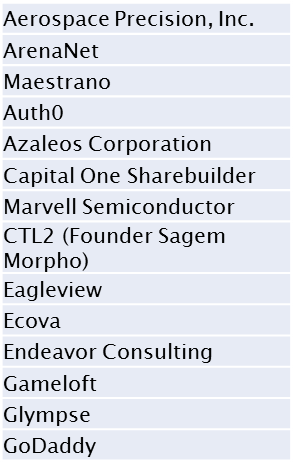 Aerospace Precision, Inc.
ArenaNet
Maestrano
Auth0
Azaleos Corporation
Capital One Sharebuilder
Marvell Semiconductor
CTL2 (Founder Sagem
Morpho)
Eagleview
Ecova
Endeavor Consulting
Gameloft
Glympse
GoDaddy